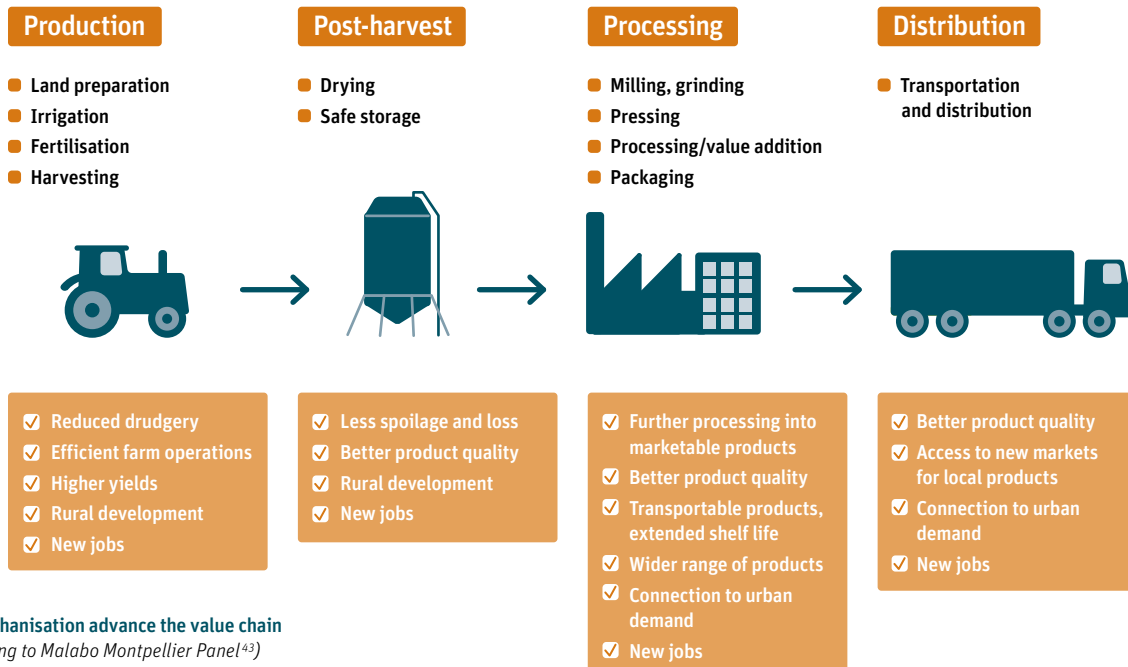 Production
Land preparation
Irrigation
Fertilisation
Harvesting
Post-harvest
Drying
Safe storage
Processing
Milling, grinding
Pressing
Processing/value addition
Packaging
Distribution
Transportation
and distribution
Reduced drudgery
Efficient farm operations
Higher yields
Rural development
New jobs
Less spoilage and loss
Better product quality
Rural development
New jobs
Further processing into
marketable products
Better product quality
Transportable products,
extended shelf life
Wider range of products
Connection to urban
demand
New jobs
Better product quality
Access to new markets
for local products
Connection to urban
demand
New jobs
hanisation advance the value chain
ng to Malabo Montpellier Panel⁴³)